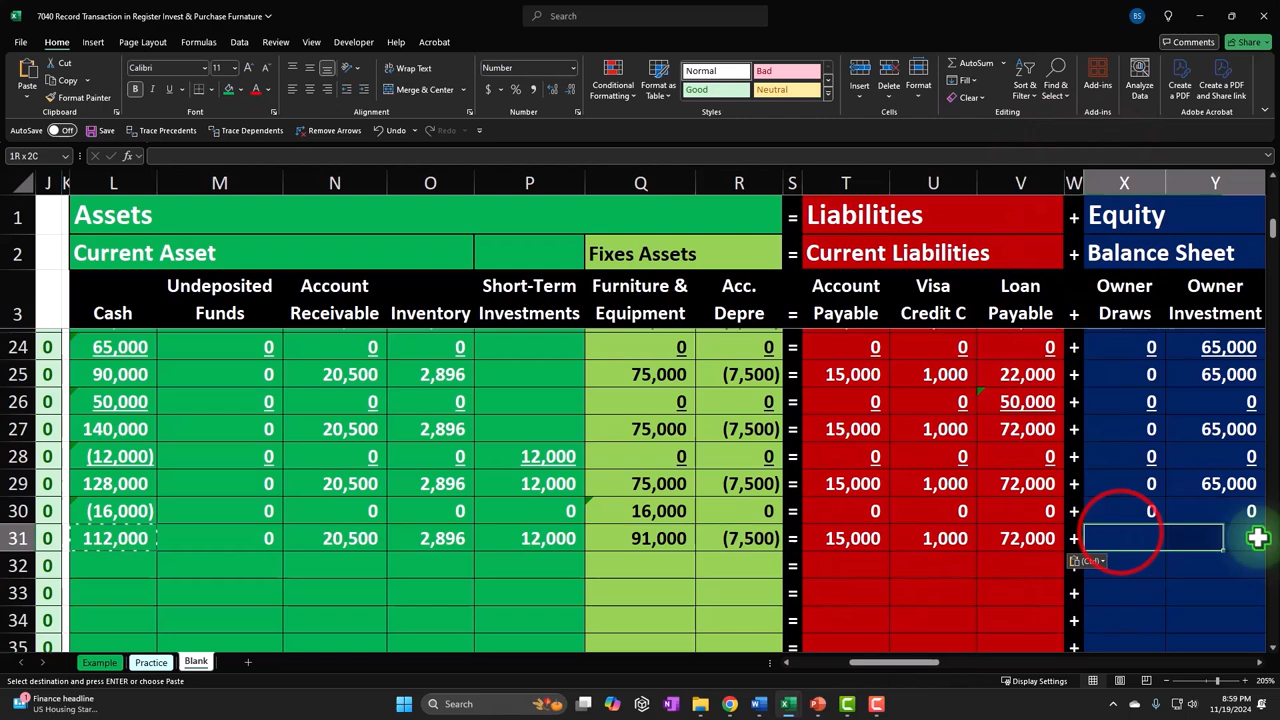 7040 Record Transaction in Register Invest & Purchase Furnature
Search
BS
File Home Insert Draw Page Layout Formulas Data Review View Developer Help Acrobat
Comments Share
Paste Cut Copy Format Painter Clipboard
Calibri 11 B I U Font
Wrap Text Merge & Center Alignment
Number $ % Number
Conditional Formatting Format as Table
Normal Bad Good Neutral Styles
Insert Delete Format Cells
AutoSum Fill Clear Sort & Filter Find & Select Editing
Add-ins Add-ins
Analyze Data
Create a PDF Create a PDF and Share link Adobe Acrobat
AutoSave Off Save Trace Precedents Trace Dependents Remove Arrows Undo Redo
1R x 2C fx
J K L M N O P Q R S T U V W X Y
1 Assets = Liabilities + Equity
2 Current Asset Fixes Assets = Current Liabilities + Balance Sheet
Undeposited Account Short-Term Furniture & Acc. Account Visa Loan Owner Owner
3 Cash Funds Receivable Inventory Investments Equipment Depre = Payable Credit C Payable + Draws Investment
24 0 65,000 0 0 0 0 0 = 0 0 0 + 0 65,000
25 0 90,000 0 20,500 2,896 75,000 (7,500) = 15,000 1,000 22,000 + 0 65,000
26 0 50,000 0 0 0 0 0 = 0 0 50,000 + 0 0
27 0 140,000 0 20,500 2,896 75,000 (7,500) = 15,000 1,000 72,000 + 0 65,000
28 0 (12,000) 0 0 0 12,000 0 0 = 0 0 0 + 0 0
29 0 128,000 0 20,500 2,896 12,000 75,000 (7,500) = 15,000 1,000 72,000 + 0 65,000
30 0 (16,000) 0 0 0 0 16,000 0 = 0 0 0 + 0 0
31 0 112,000 0 20,500 2,896 12,000 91,000 (7,500) = 15,000 1,000 72,000 +
(Ctrl)
32 0 = +
33 0 = +
34 0 = +
35 0 = +
Example Practice Blank
Select destination and press ENTER or choose Paste
Display Settings 205%
1 Finance headline
US Housing Star...
Search
8:59 PM
11/19/2024